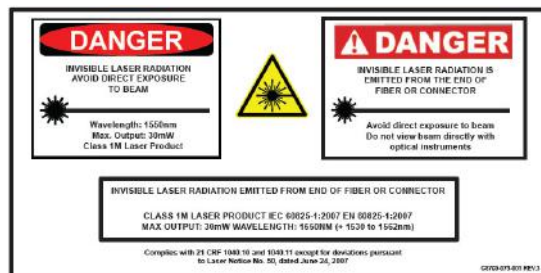 DANGER
INVISIBLE LASER RADIATION
AVOID DIRECT EXPOSURE
TO BEAM
Wavelength: 1550nm
Max. Output: 30mW
Class 1M Laser Product
DANGER
INVISIBLE LASER RADIATION IS
EMITTED FROM THE END OF
FIBER OR CONNECTOR
Avoid direct exposure to beam
Do not view beam directly with
optical instruments
INVISIBLE LASER RADIATION EMITTED FROM END OF FIBER OR CONNECTOR
CLASS 1M LASER PRODUCT IEC 60825-1:2007 EN 60825-1:2007
MAX OUTPUT: 30mW WAVELENGTH: 1550NM (+ 1530 to 1562nm)
Complies with 21 CRF 1040.10 and 1040.11 except for deviations pursuant
to Laser Notice No. 50, dated June 24, 2007